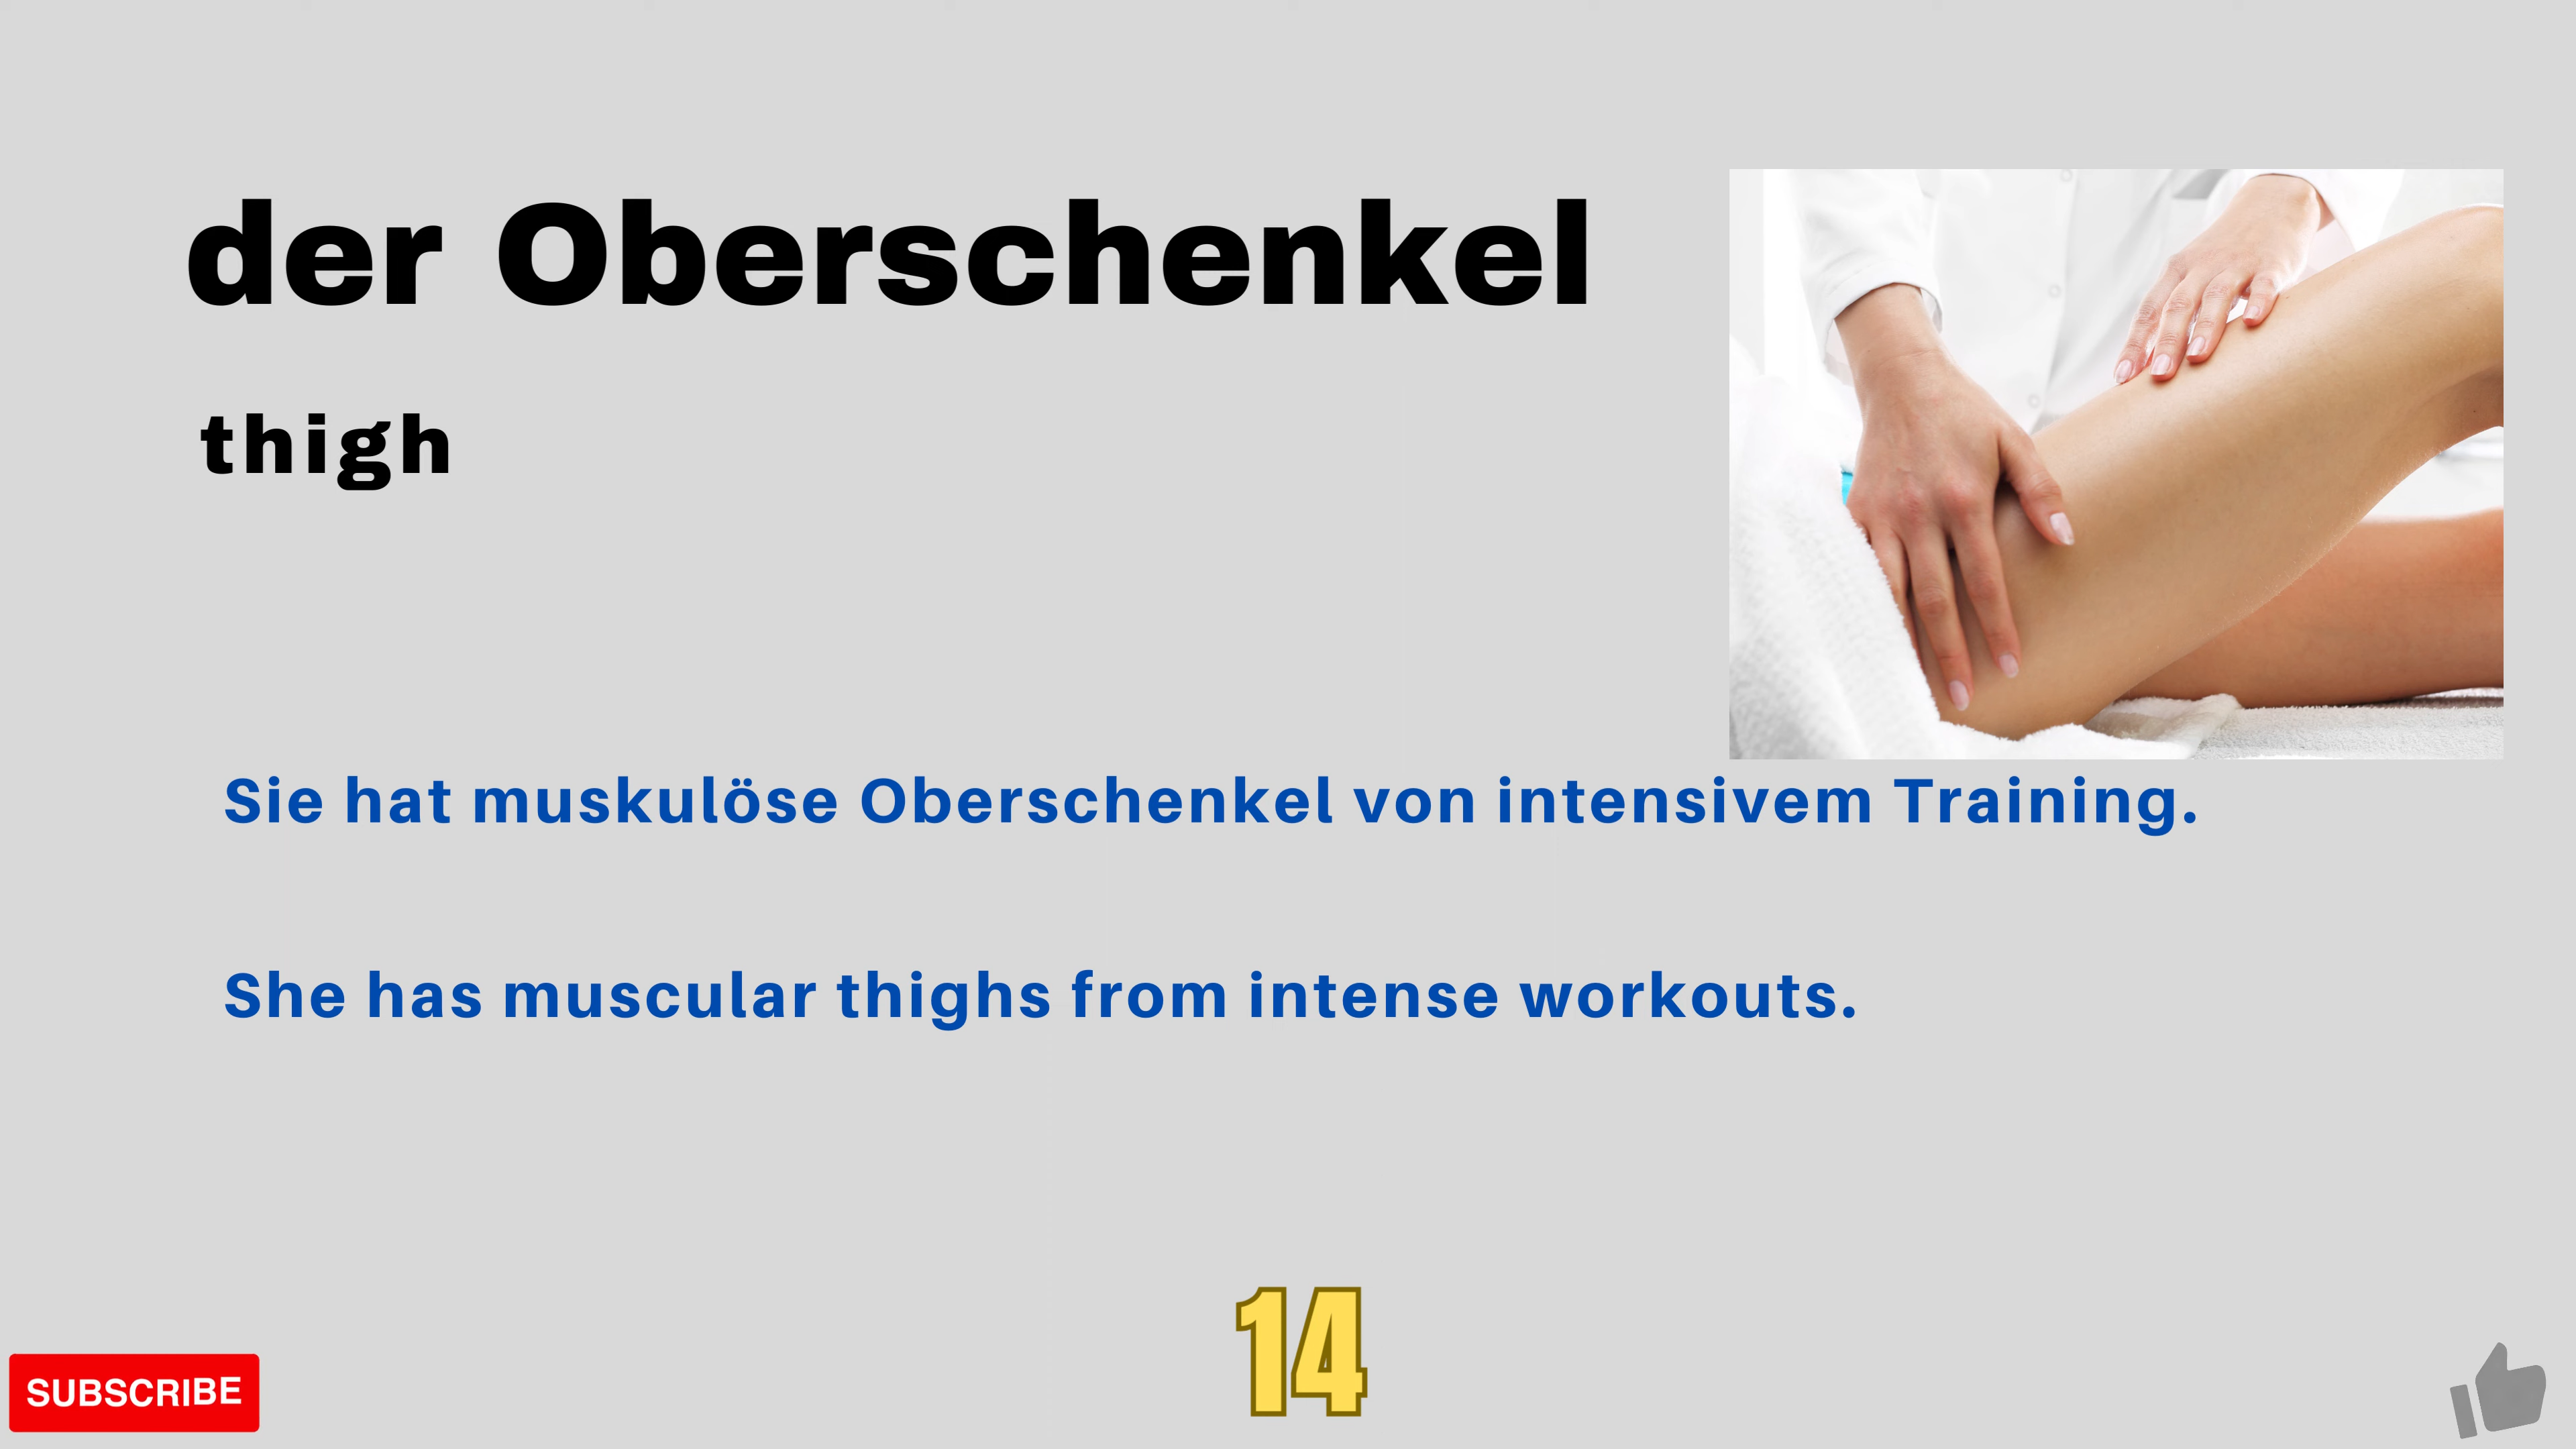 der Oberschenkel
thigh
Sie hat muskulöse Oberschenkel von intensivem Training.
She has muscular thighs from intense workouts.
14
SUBSCRIBE